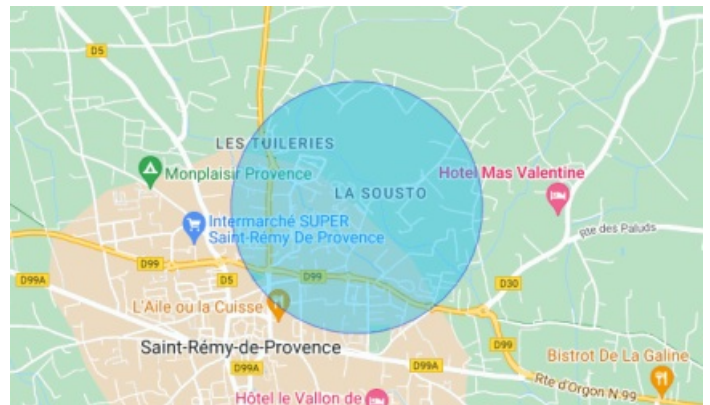 D5
LES TUILERIES
Monplaisir Provence
LA SOUSTO
Hotel Mas Valentine
Intermarché SUPER
Saint-Rémy De Provence
Rte des Paluds
D99
D99
D5
D30
D99A
L'Aile ou la Cuisse
D99
Saint-Rémy-de-Provence
Bistrot De La Galine
D99A
D99A
Rte d'Orgon N.99
Hôtel le Vallon de